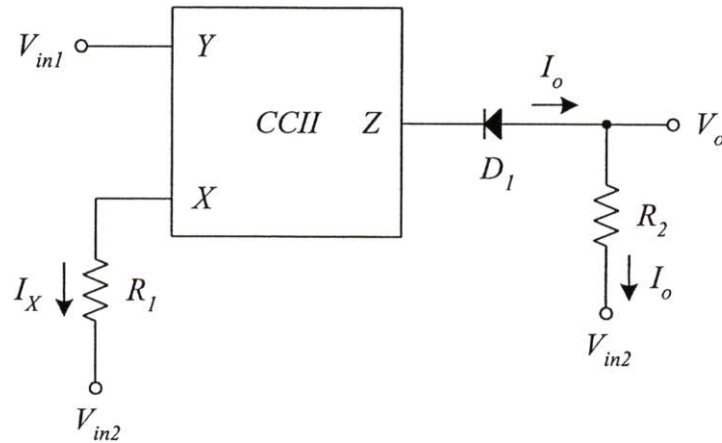 V_in1
Y
CCII
Z
X
I_o
V_o
D_1
R_2
I_o
V_in2
I_X
R_1
V_in2